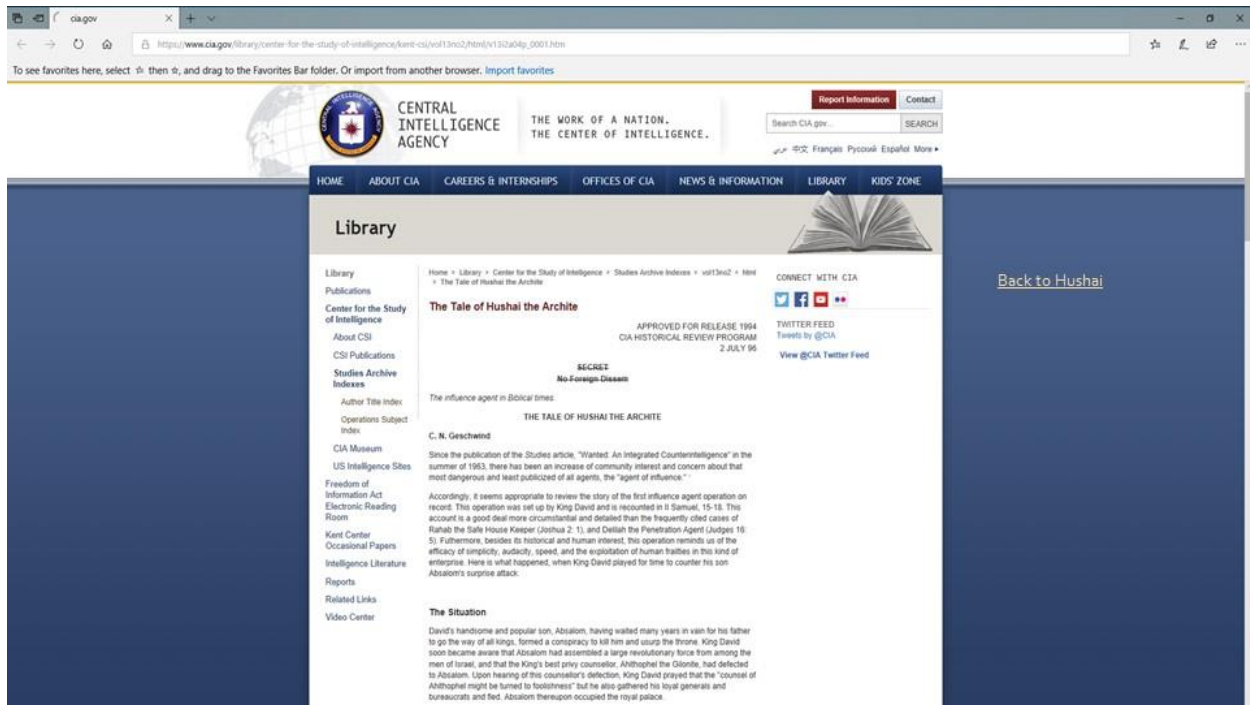 cia.gov
https://www.cia.gov/library/center-for-the-study-of-intelligence/kent-csi/vol13no2/html/v13i2a04p_0001.htm
To see favorites here, select ☆ then ☆, and drag to the Favorites Bar folder. Or import from another browser. Import favorites
CENTRAL
INTELLIGENCE
AGENCY
THE WORK OF A NATION.
THE CENTER OF INTELLIGENCE.
Report Information
Contact
Search CIA.gov...
SEARCH
عربي 中文 Français Русский Español More ▸
HOME ABOUT CIA CAREERS & INTERNSHIPS OFFICES OF CIA NEWS & INFORMATION LIBRARY KIDS' ZONE
Library
Library
Publications
Center for the Study
of Intelligence
About CSI
CSI Publications
Studies Archive
Indexes
Author Title Index
Operations Subject
Index
CIA Museum
US Intelligence Sites
Freedom of
Information Act
Electronic Reading
Room
Kent Center
Occasional Papers
Intelligence Literature
Reports
Related Links
Video Center
Home » Library » Center for the Study of Intelligence » Studies Archive Indexes » vol13no2 » html
» The Tale of Hushai the Archite
The Tale of Hushai the Archite
APPROVED FOR RELEASE 1994
CIA HISTORICAL REVIEW PROGRAM
2 JULY 96
SECRET
No Foreign Dissem
The influence agent in Biblical times.
THE TALE OF HUSHAI THE ARCHITE
C. N. Geschwind
Since the publication of the Studies article, "Wanted: An Integrated Counterintelligence" in the
summer of 1963, there has been an increase of community interest and concern about that
most dangerous and least publicized of all agents, the "agent of influence."
Accordingly, it seems appropriate to review the story of the first influence agent operation on
record. This operation was set up by King David and is recounted in II Samuel, 15-18. This
account is a good deal more circumstantial and detailed than the frequently cited cases of
Rahab the Safe House Keeper (Joshua 2: 1), and Delilah the Penetration Agent (Judges 16:
5). Futhermore, besides its historical and human interest, this operation reminds us of the
efficacy of simplicity, audacity, speed, and the exploitation of human frailties in this kind of
enterprise. Here is what happened, when King David played for time to counter his son
Absalom's surprise attack.
The Situation
David's handsome and popular son, Absalom, having waited many years in vain for his father
to go the way of all kings, formed a conspiracy to kill him and usurp the throne. King David
soon became aware that Absalom had assembled a large revolutionary force from among the
men of Israel, and that the King's best privy counsellor, Ahithophel the Gilonite, had defected
to Absalom. Upon hearing of this counsellor's defection, King David prayed that the "counsel of
Ahithophel might be turned to foolishness" but he also gathered his loyal generals and
bureaucrats and fled. Absalom thereupon occupied the royal palace.
CONNECT WITH CIA
TWITTER FEED
Tweets by @CIA
View @CIA Twitter Feed
Back to Hushai